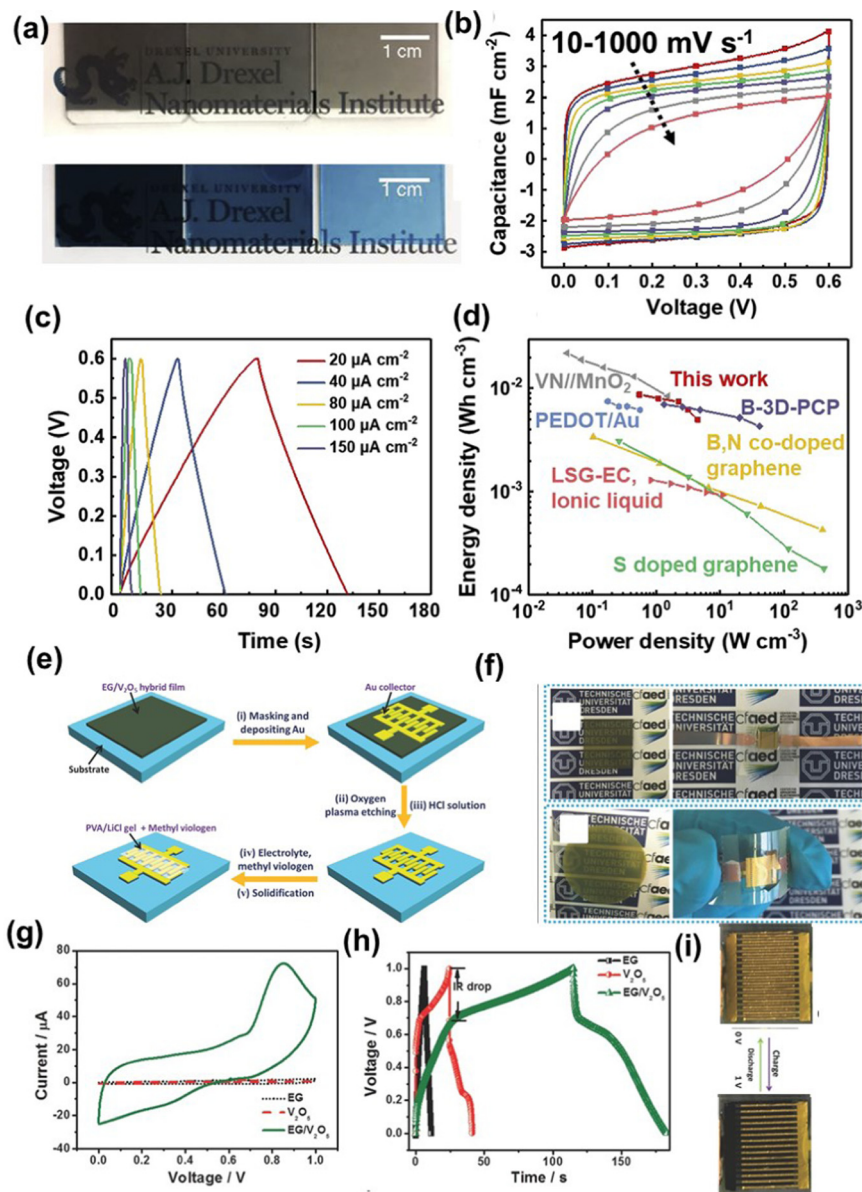 (a)
DREXEL UNIVERSITY
A.J. Drexel
Nanomaterials Institute
1 cm
DREXEL UNIVERSITY
A.J. Drexel
Nanomaterials Institute
1 cm
(b)
10-1000 mV s⁻¹
Capacitance (mF cm⁻²)
4
3
2
1
0
-1
-2
-3
0.0 0.1 0.2 0.3 0.4 0.5 0.6
Voltage (V)
(c)
20 μA cm⁻²
40 μA cm⁻²
80 μA cm⁻²
100 μA cm⁻²
150 μA cm⁻²
Voltage (V)
0.6
0.4
0.3
0.2
0.0
0 30 60 90 120 150 180
Time (s)
(d)
VN//MnO₂
This work
B-3D-PCP
PEDOT/Au
B,N co-doped
graphene
LSG-EC,
Ionic liquid
S doped graphene
Energy density (Wh cm⁻³)
10⁻²
10⁻³
10⁻⁴
10⁻² 10⁻¹ 10⁰ 10¹ 10² 10³
Power density (W cm⁻³)
(e)
EG/V₂O₅ hybrid film
Substrate
(i) Masking and
depositing Au
Au collector
(ii) Oxygen
plasma etching
(iii) HCl solution
(iv) Electrolyte,
methyl viologen
(v) Solidification
PVA/LiCl gel + Methyl viologen
(f)
TECHNISCHE
UNIVERSITÄT
DRESDEN
cfaed
(g)
Current / μA
80
60
40
20
0
-20
-40
EG
V₂O₅
EG/V₂O₅
0.0 0.2 0.4 0.6 0.8 1.0
Voltage / V
(h)
Voltage / V
1.0
0.8
0.6
0.4
0.2
0.0
IR drop
EG
V₂O₅
EG/V₂O₅
0 50 100 150
Time / s
(i)
0 V
Discharge
Charge
1 V